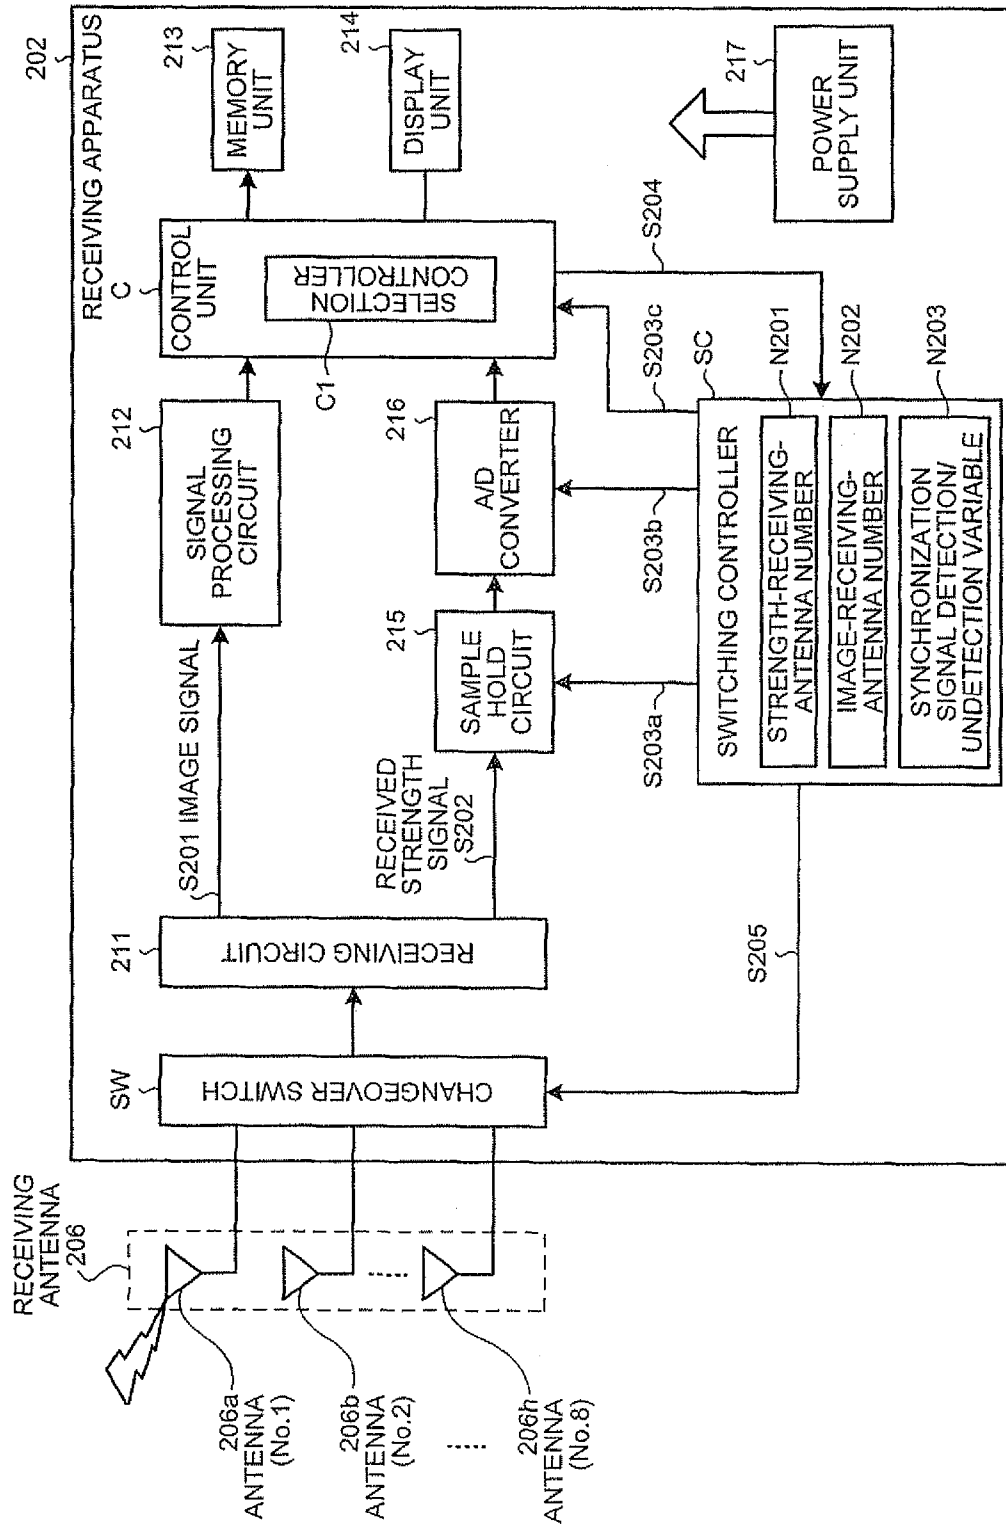 RECEIVING APPARATUS
202
RECEIVING
ANTENNA
206
206a
ANTENNA
(No.1)
206b
ANTENNA
(No.2)
206h
ANTENNA
(No.8)
SW
CHANGEOVER SWITCH
211
RECEIVING CIRCUIT
S201 IMAGE SIGNAL
RECEIVED
STRENGTH
SIGNAL
S202
212
SIGNAL
PROCESSING
CIRCUIT
215
SAMPLE
HOLD
CIRCUIT
216
A/D
CONVERTER
C
CONTROL
UNIT
C1
SELECTION
CONTROLLER
213
MEMORY
UNIT
214
DISPLAY
UNIT
S203a
S203b
S203c
S204
S205
SC
SWITCHING CONTROLLER
STRENGTH-RECEIVING-
ANTENNA NUMBER
N201
IMAGE-RECEIVING-
ANTENNA NUMBER
N202
SYNCHRONIZATION
SIGNAL DETECTION/
UNDETECTION VARIABLE
N203
217
POWER
SUPPLY UNIT